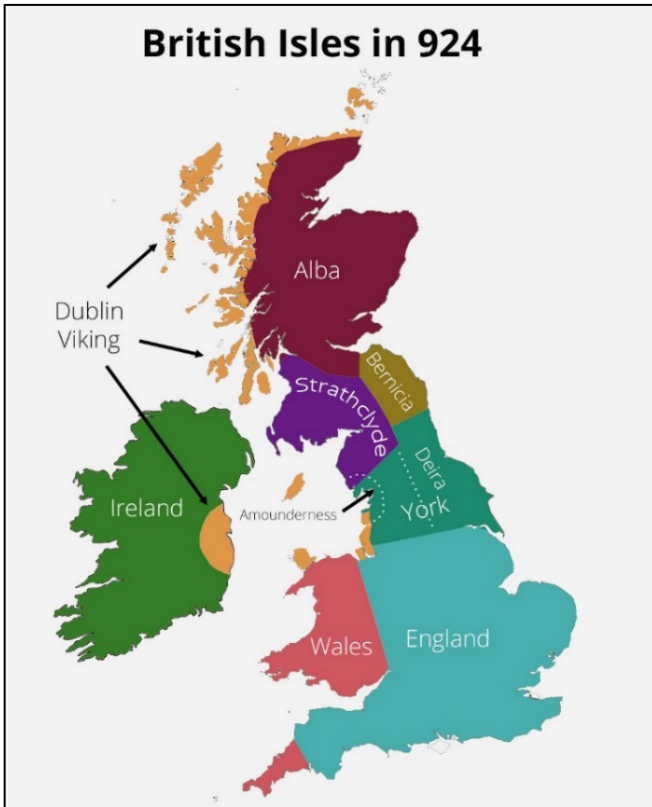 British Isles in 924
Alba
Dublin
Viking
Bernicia
Strathclyde
Deira
Ireland
Amounderness
York
Wales
England